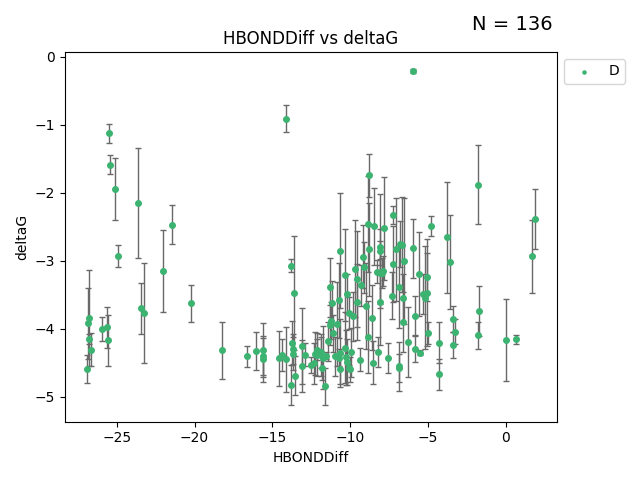 N = 136
HBONDDiff vs deltaG
D
0
−1
−2
−3
−4
−5
deltaG
−25 −20 −15 −10 −5 0
HBONDDiff